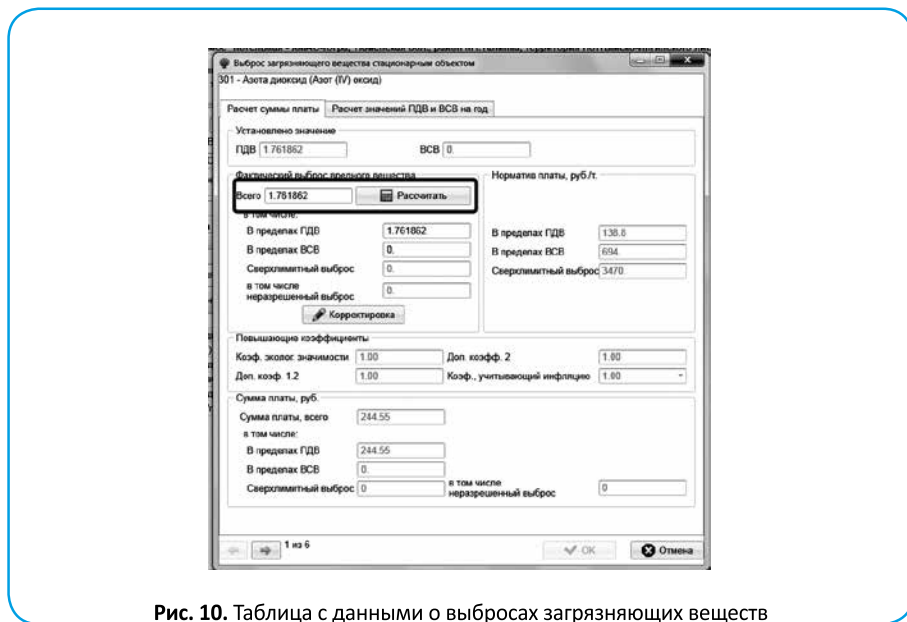 Выброс загрязняющего вещества стационарным объектом
301 - Азота диоксид (Азот (IV) оксид)
Расчет суммы платы Расчет значений ПДВ и ВСВ на год
Установлено значение
ПДВ 1.761862 ВСВ 0.
Фактический выброс вредного вещества Норматив платы, руб./т.
Всего 1.761862 Рассчитать
в том числе:
В пределах ПДВ 1.761862 В пределах ПДВ 138.8
В пределах ВСВ 0. В пределах ВСВ 694.
Сверхлимитный выброс 0. Сверхлимитный выброс 3470.
в том числе
неразрешенный выброс 0.
Корректировка
Повышающие коэффициенты
Коэф. эколог. значимости 1.00 Доп. коэфф. 2 1.00
Доп. коэф. 1.2 1.00 Коэф., учитывающий инфляцию 1.00
Сумма платы, руб.
Сумма платы, всего 244.55
в том числе:
В пределах ПДВ 244.55
В пределах ВСВ 0.
Сверхлимитный выброс 0 в том числе
неразрешенный выброс 0
1 из 6 OK Отмена
Рис. 10. Таблица с данными о выбросах загрязняющих веществ